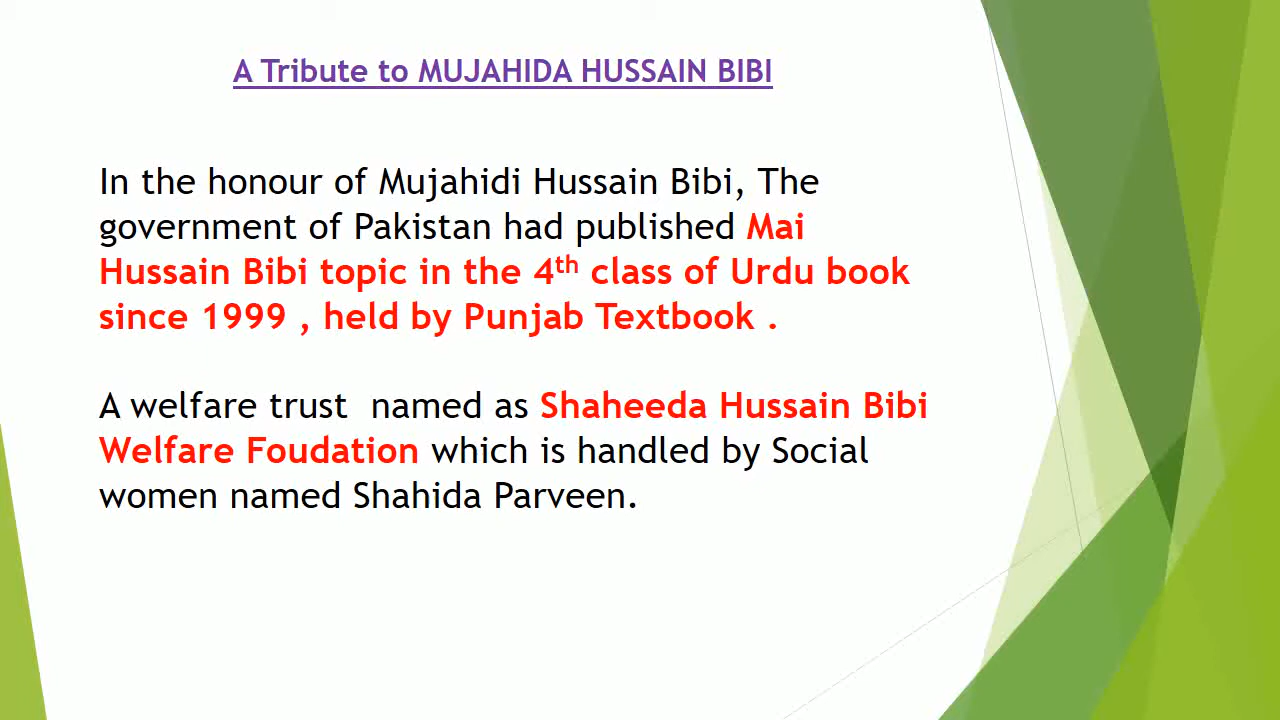 A Tribute to MUJAHIDA HUSSAIN BIBI
In the honour of Mujahidi Hussain Bibi, The
government of Pakistan had published Mai
Hussain Bibi topic in the 4th class of Urdu book
since 1999 , held by Punjab Textbook .
A welfare trust  named as Shaheeda Hussain Bibi
Welfare Foudation which is handled by Social
women named Shahida Parveen.